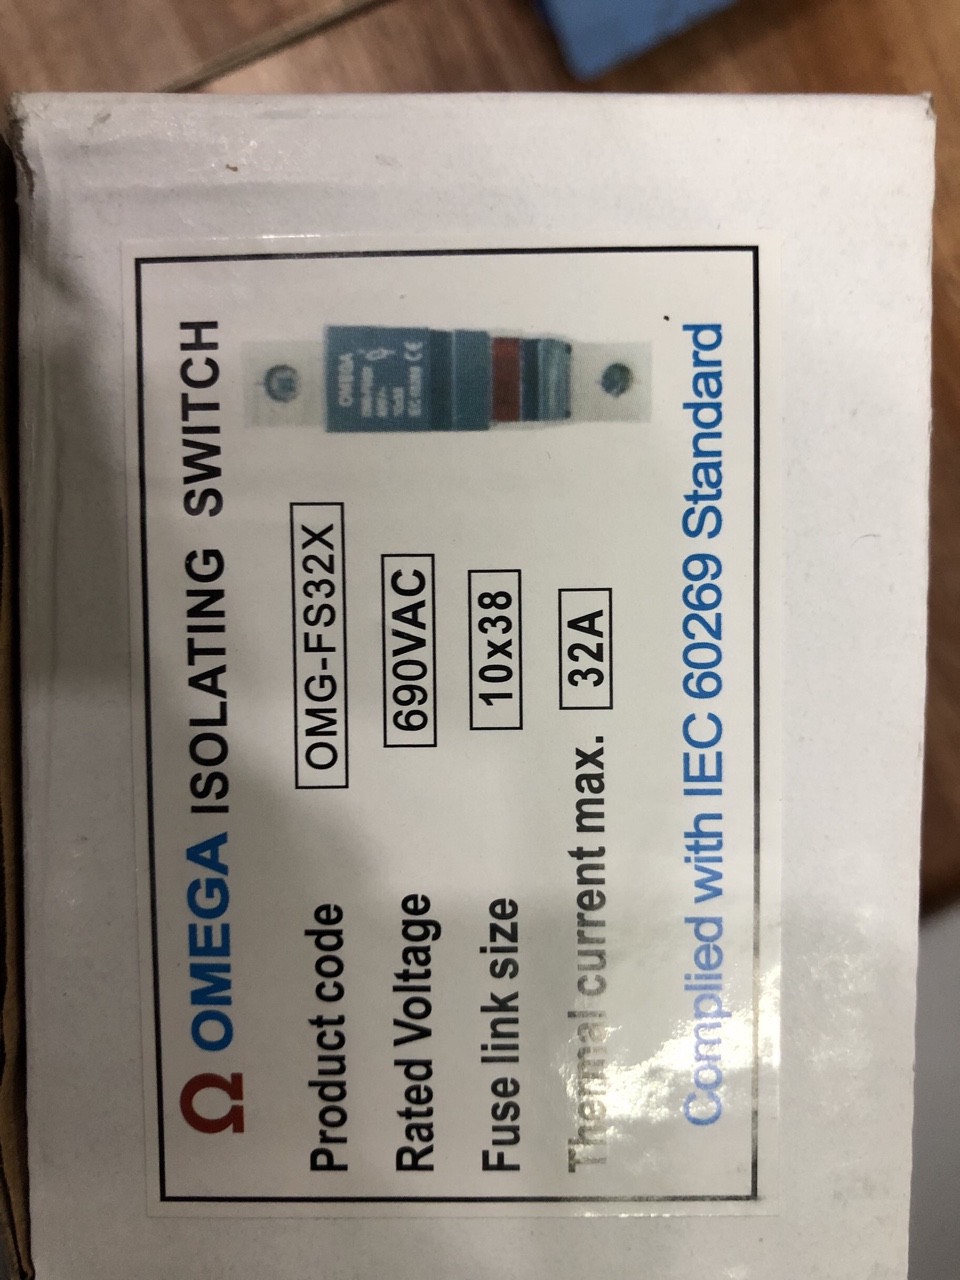 Ω OMEGA ISOLATING SWITCH
Product code OMG-FS32X
Rated Voltage 690VAC
Fuse link size 10x38
Thermal current max. 32A
Complied with IEC 60269 Standard
OMEGA